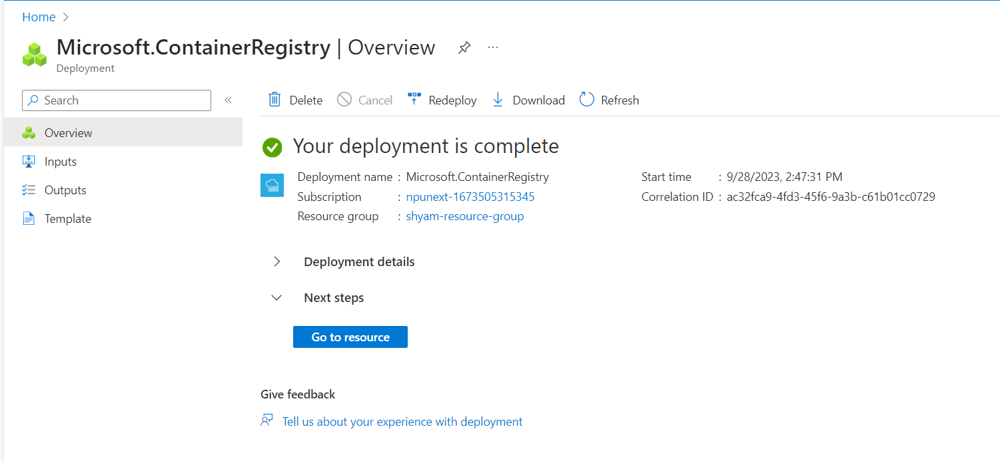 Home
Microsoft.ContainerRegistry | Overview
Deployment
Search
Delete Cancel Redeploy Download Refresh
Overview
Inputs
Outputs
Template
Your deployment is complete
Deployment name : Microsoft.ContainerRegistry
Subscription : npunext-1673505315345
Resource group : shyam-resource-group
Start time : 9/28/2023, 2:47:31 PM
Correlation ID : ac32fca9-4fd3-45f6-9a3b-c61b01cc0729
Deployment details
Next steps
Go to resource
Give feedback
Tell us about your experience with deployment